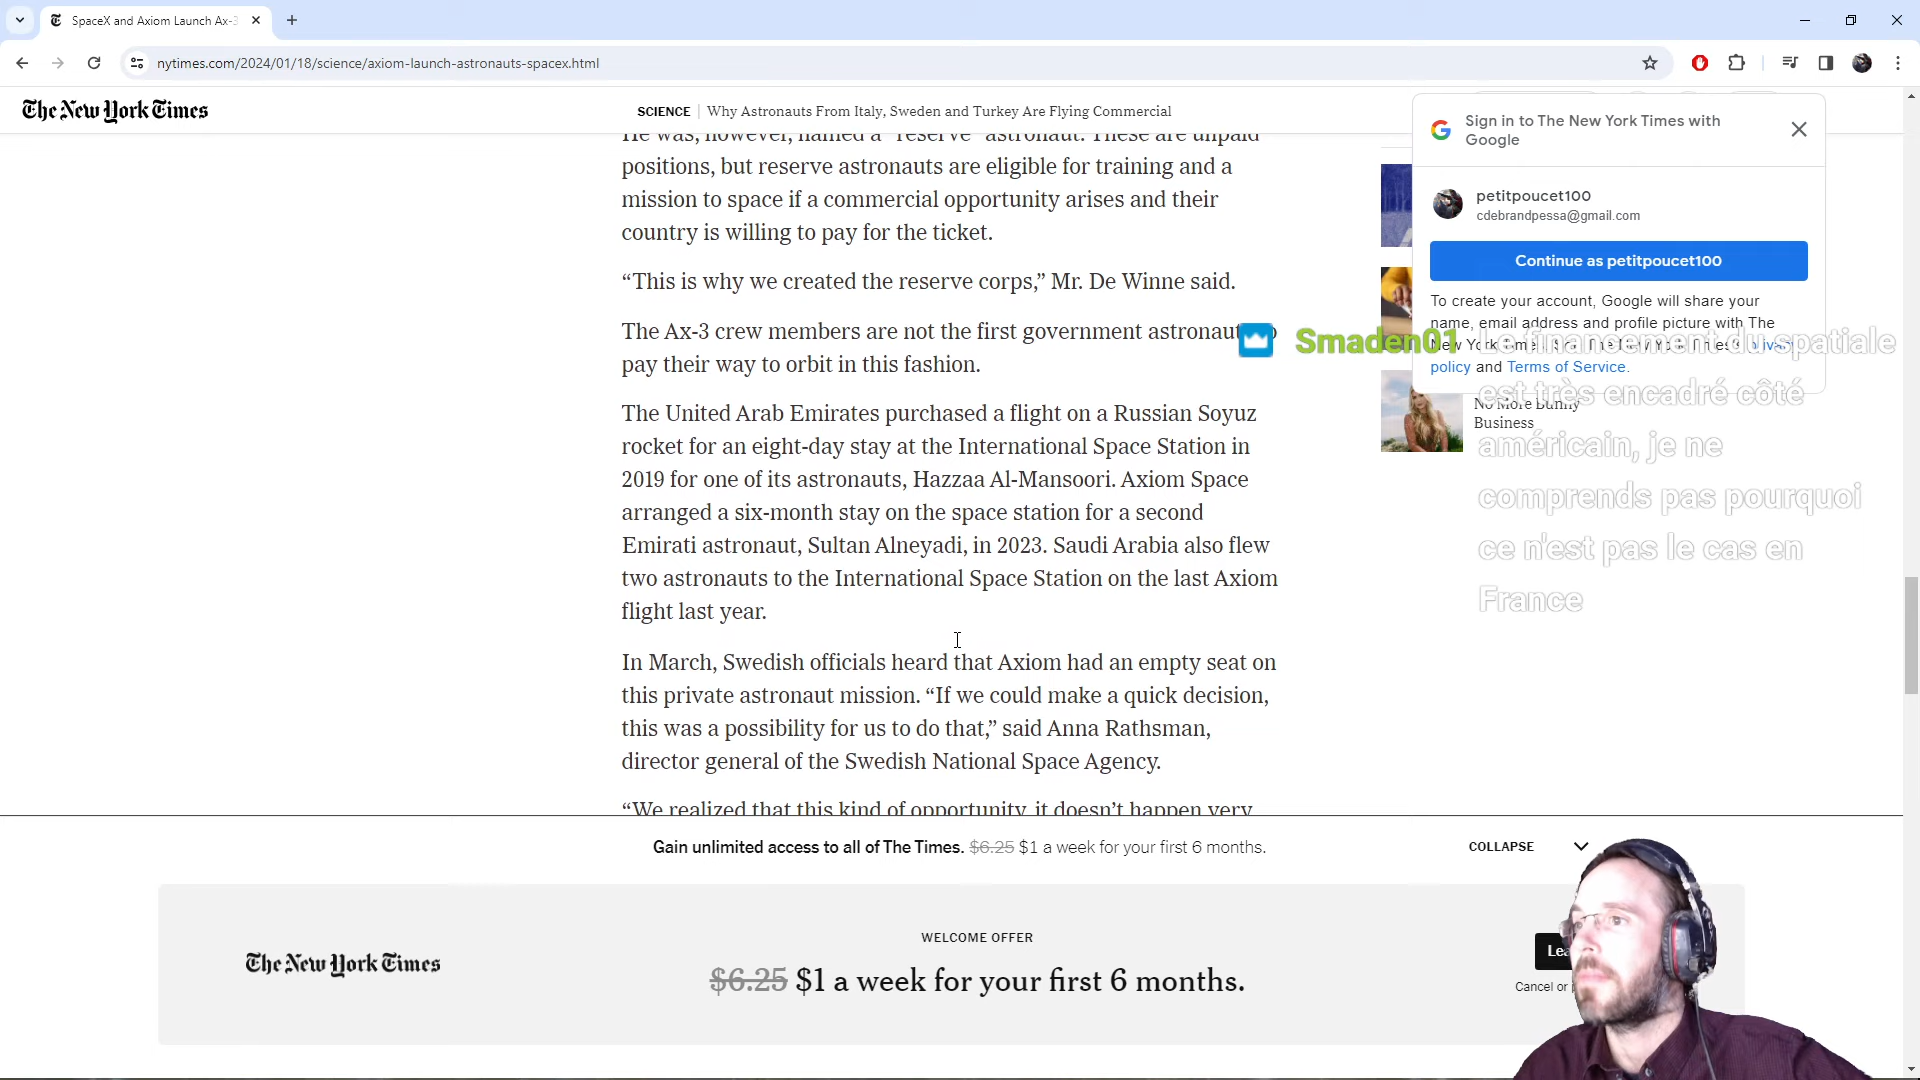 SpaceX and Axiom Launch Ax-3
nytimes.com/2024/01/18/science/axiom-launch-astronauts-spacex.html
The New York Times
SCIENCE | Why Astronauts From Italy, Sweden and Turkey Are Flying Commercial
He was, however, named a “reserve” astronaut. These are unpaid
positions, but reserve astronauts are eligible for training and a
mission to space if a commercial opportunity arises and their
country is willing to pay for the ticket.
“This is why we created the reserve corps,” Mr. De Winne said.
The Ax-3 crew members are not the first government astronaut
pay their way to orbit in this fashion.
The United Arab Emirates purchased a flight on a Russian Soyuz
rocket for an eight-day stay at the International Space Station in
2019 for one of its astronauts, Hazzaa Al-Mansoori. Axiom Space
arranged a six-month stay on the space station for a second
Emirati astronaut, Sultan Alneyadi, in 2023. Saudi Arabia also flew
two astronauts to the International Space Station on the last Axiom
flight last year.
In March, Swedish officials heard that Axiom had an empty seat on
this private astronaut mission. “If we could make a quick decision,
this was a possibility for us to do that,” said Anna Rathsman,
director general of the Swedish National Space Agency.
“We realized that this kind of opportunity, it doesn’t happen very
Sign in to The New York Times with
Google
petitpoucet100
cdebrandpessa@gmail.com
Continue as petitpoucet100
To create your account, Google will share your
name, email address and profile picture with The
New York Times. See The New York Times's privacy
policy and Terms of Service.
No More Bunny
Business
Smaden01 Le financement du spatiale
est très encadré côté
américain, je ne
comprends pas pourquoi
ce n'est pas le cas en
France
Gain unlimited access to all of The Times. $6.25 $1 a week for your first 6 months.
COLLAPSE
The New York Times
WELCOME OFFER
$6.25 $1 a week for your first 6 months.
Cancel or